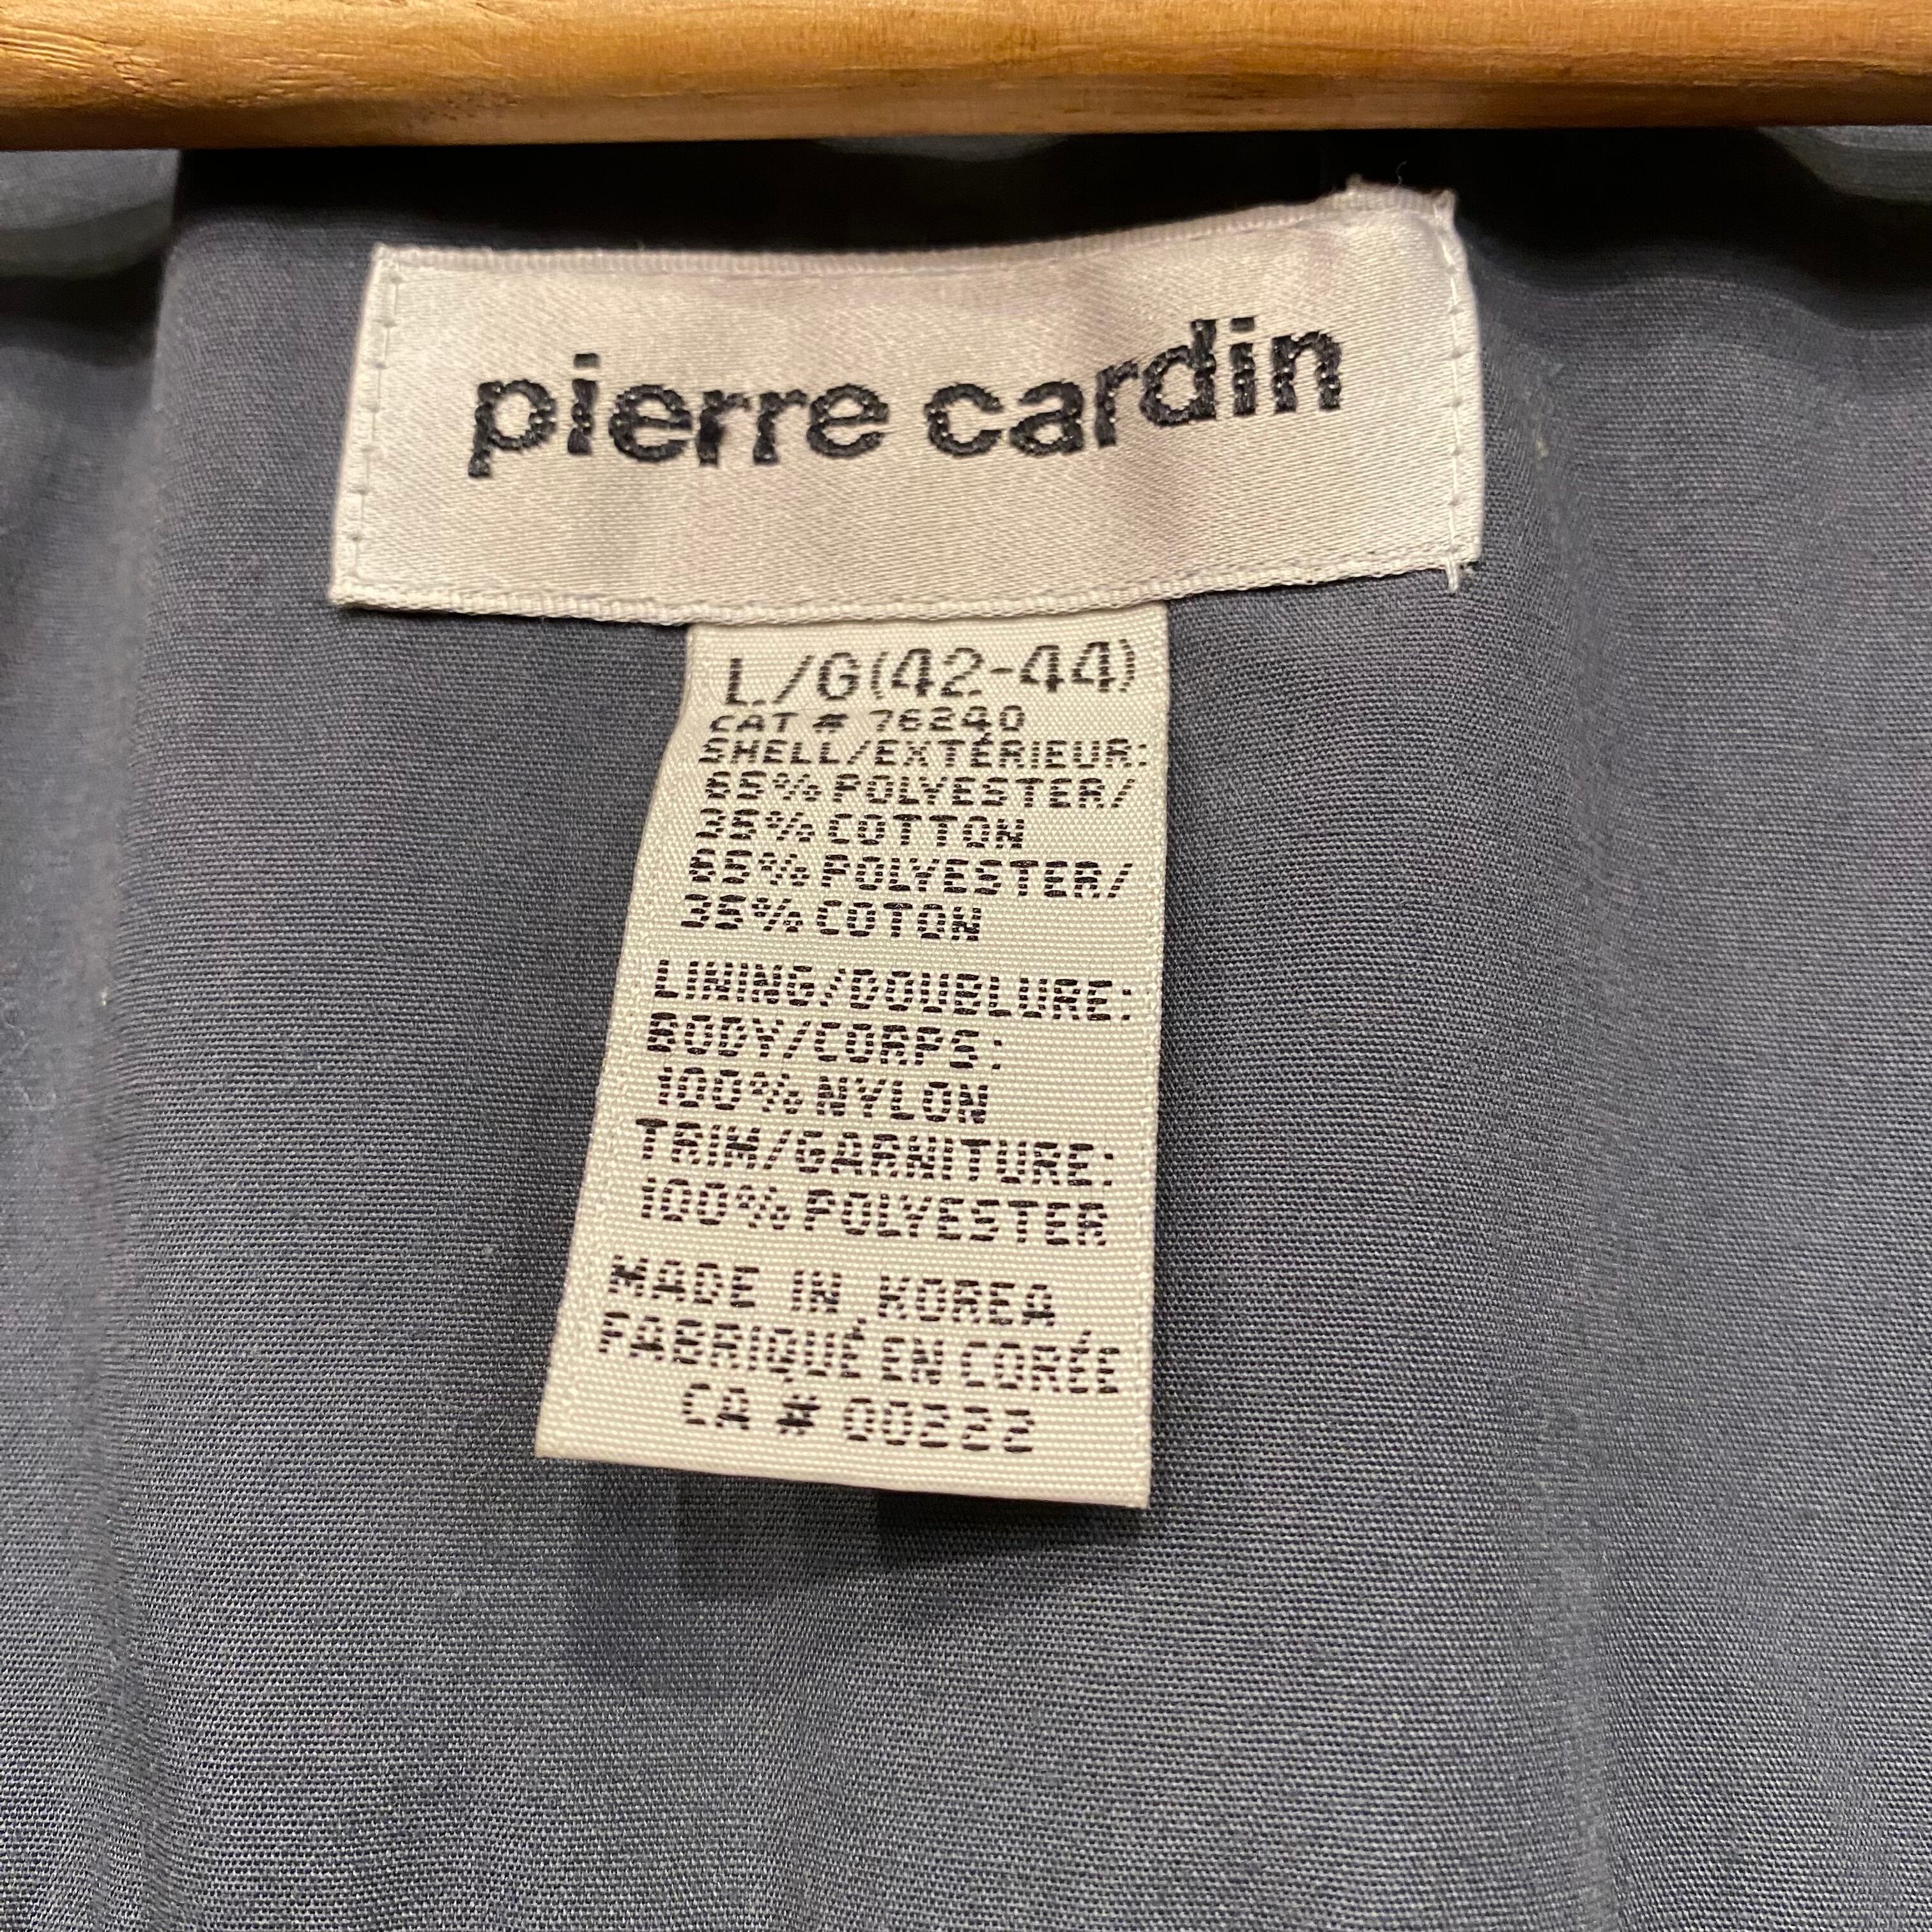 pierre cardin
L/G(42-44)
CAT # 76240
SHELL/EXTÉRIEUR:
65% POLYESTER/
35% COTTON
65% POLYESTER/
35% COTON
LINING/DOUBLURE:
BODY/CORPS:
100% NYLON
TRIM/GARNITURE:
100% POLYESTER
MADE IN KOREA
FABRIQUÉ EN CORÉE
CA # 00222